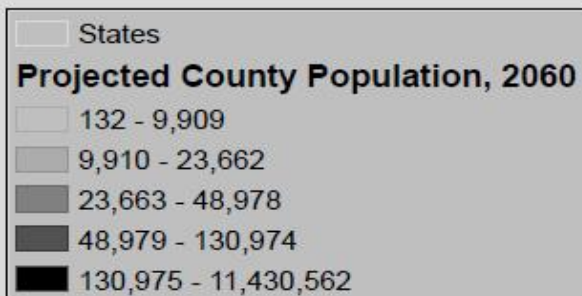 States
Projected County Population, 2060
132 - 9,909
9,910 - 23,662
23,663 - 48,978
48,979 - 130,974
130,975 - 11,430,562